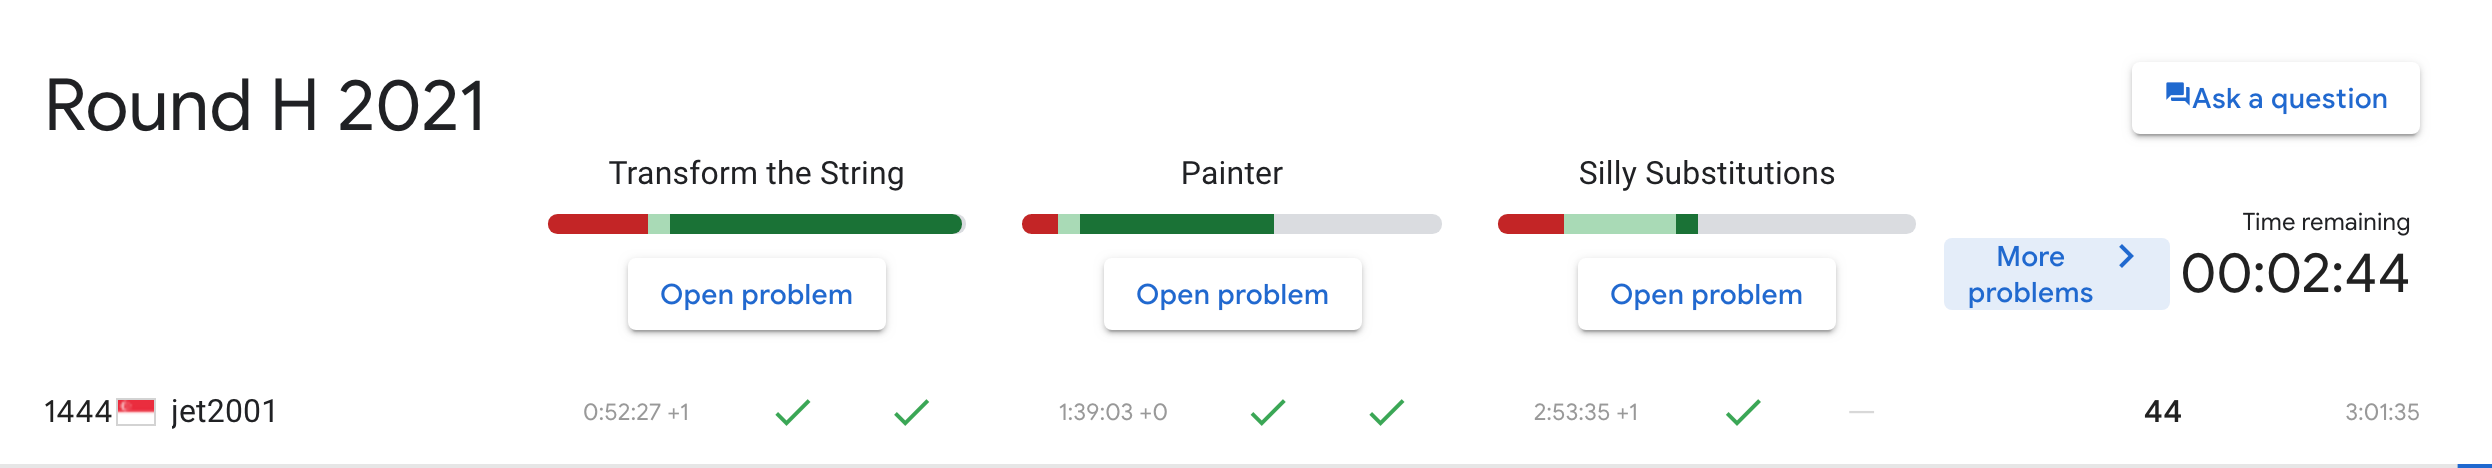 Round H 2021
Ask a question
Transform the String
Painter
Silly Substitutions
Open problem
Open problem
Open problem
More problems
Time remaining
00:02:44
1444 jet2001 0:52:27 +1 1:39:03 +0 2:53:35 +1 — 44 3:01:35